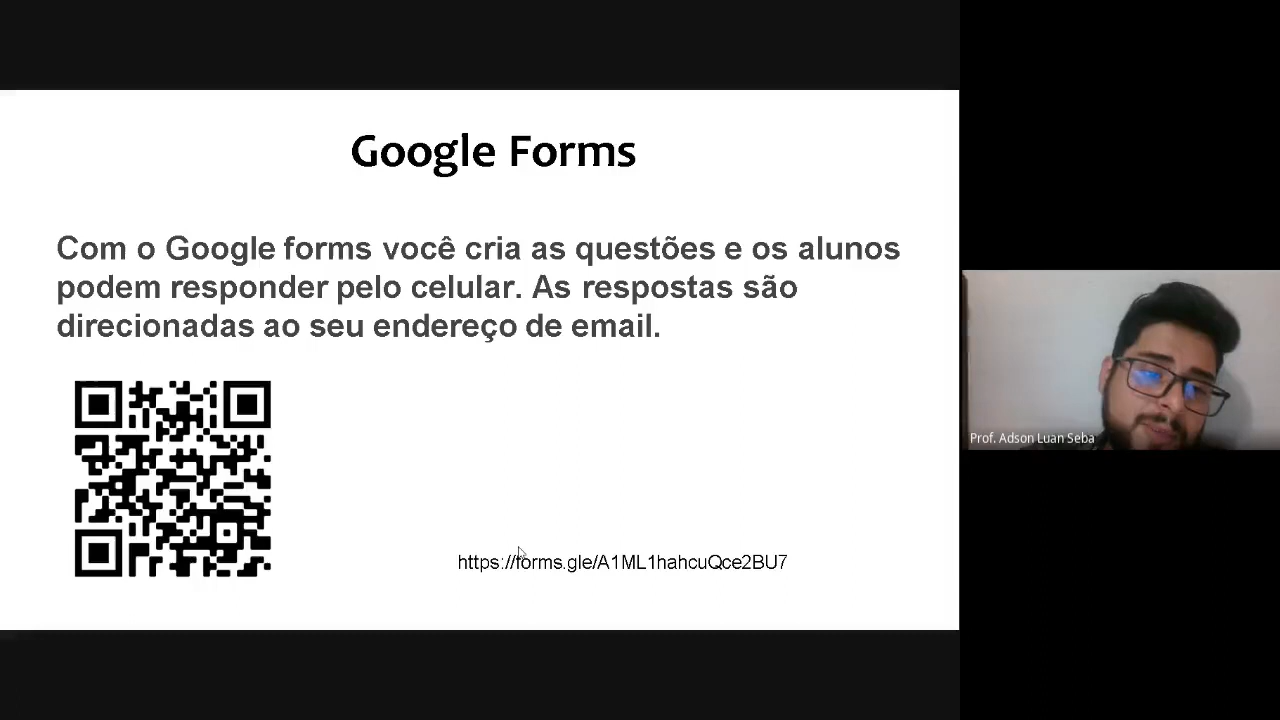 Google Forms
Com o Google forms você cria as questões e os alunos
podem responder pelo celular. As respostas são
direcionadas ao seu endereço de email.
https://forms.gle/A1ML1hahcuQce2BU7
Prof. Adson Luan Seba